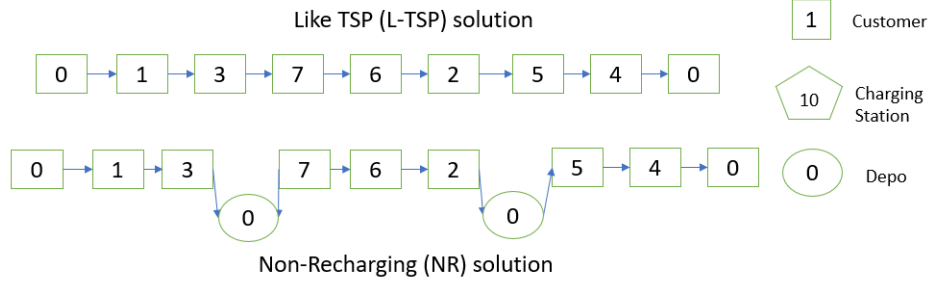 Like TSP (L-TSP) solution
0 1 3 7 6 2 5 4 0
0 1 3 0 7 6 2 0 5 4 0
Non-Recharging (NR) solution
1 Customer
10 Charging
Station
0 Depo